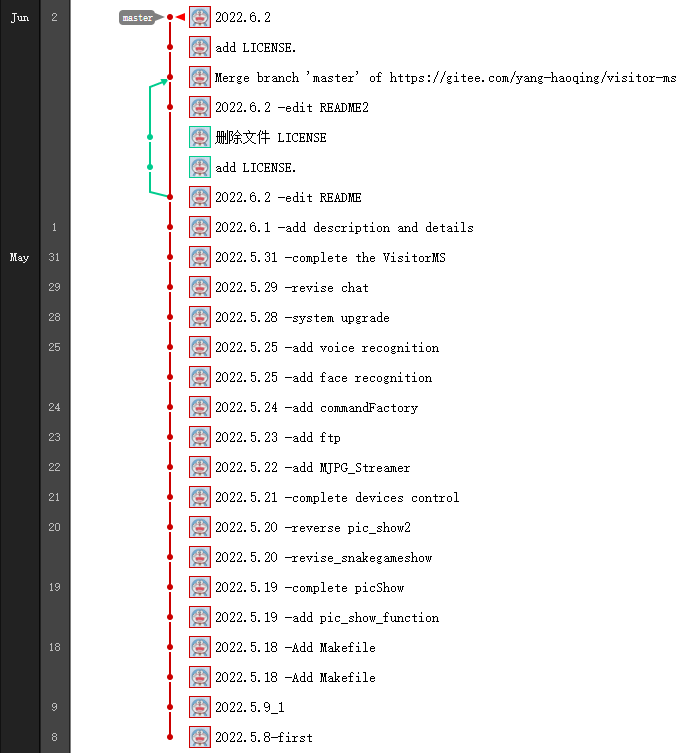 Jun 2 master 2022.6.2
add LICENSE.
Merge branch 'master' of https://gitee.com/yang-haoqing/visitor-ms
2022.6.2 -edit README2
删除文件 LICENSE
add LICENSE.
2022.6.2 -edit README
1 2022.6.1 -add description and details
May 31 2022.5.31 -complete the VisitorMS
29 2022.5.29 -revise chat
28 2022.5.28 -system upgrade
25 2022.5.25 -add voice recognition
2022.5.25 -add face recognition
24 2022.5.24 -add commandFactory
23 2022.5.23 -add ftp
22 2022.5.22 -add MJPG_Streamer
21 2022.5.21 -complete devices control
20 2022.5.20 -reverse pic_show2
2022.5.20 -revise_snakegameshow
19 2022.5.19 -complete picShow
2022.5.19 -add pic_show_function
18 2022.5.18 -Add Makefile
2022.5.18 -Add Makefile
9 2022.5.9_1
8 2022.5.8-first